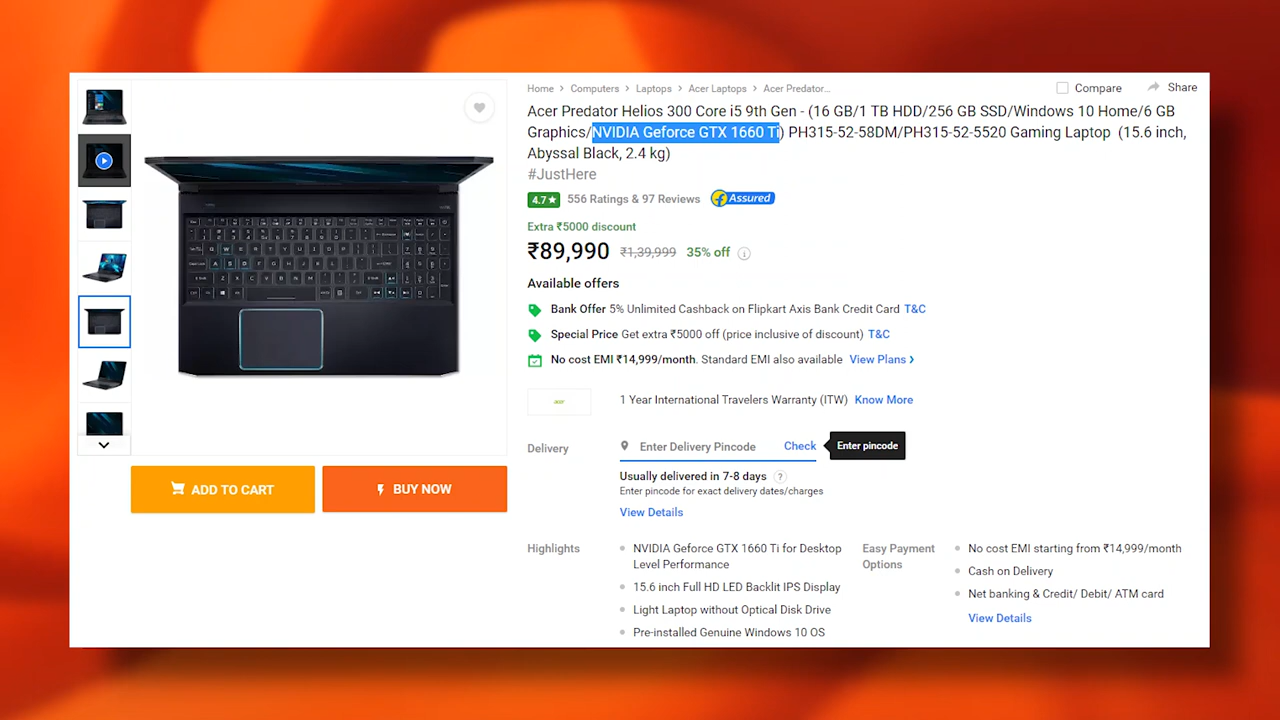 Home > Computers > Laptops > Acer Laptops > Acer Predator...
Compare
Share
Acer Predator Helios 300 Core i5 9th Gen - (16 GB/1 TB HDD/256 GB SSD/Windows 10 Home/6 GB
Graphics/NVIDIA Geforce GTX 1660 Ti) PH315-52-58DM/PH315-52-5520 Gaming Laptop (15.6 inch,
Abyssal Black, 2.4 kg)
#JustHere
4.7★ 556 Ratings & 97 Reviews Assured
Extra ₹5000 discount
₹89,990 ₹1,39,999 35% off
Available offers
Bank Offer 5% Unlimited Cashback on Flipkart Axis Bank Credit Card T&C
Special Price Get extra ₹5000 off (price inclusive of discount) T&C
No cost EMI ₹14,999/month. Standard EMI also available View Plans >
acer
1 Year International Travelers Warranty (ITW) Know More
Delivery
Enter Delivery Pincode Check
Enter pincode
Usually delivered in 7-8 days ?
Enter pincode for exact delivery dates/charges
View Details
ADD TO CART
BUY NOW
Highlights
NVIDIA Geforce GTX 1660 Ti for Desktop
Level Performance
15.6 inch Full HD LED Backlit IPS Display
Light Laptop without Optical Disk Drive
Pre-installed Genuine Windows 10 OS
Easy Payment
Options
No cost EMI starting from ₹14,999/month
Cash on Delivery
Net banking & Credit/ Debit/ ATM card
View Details